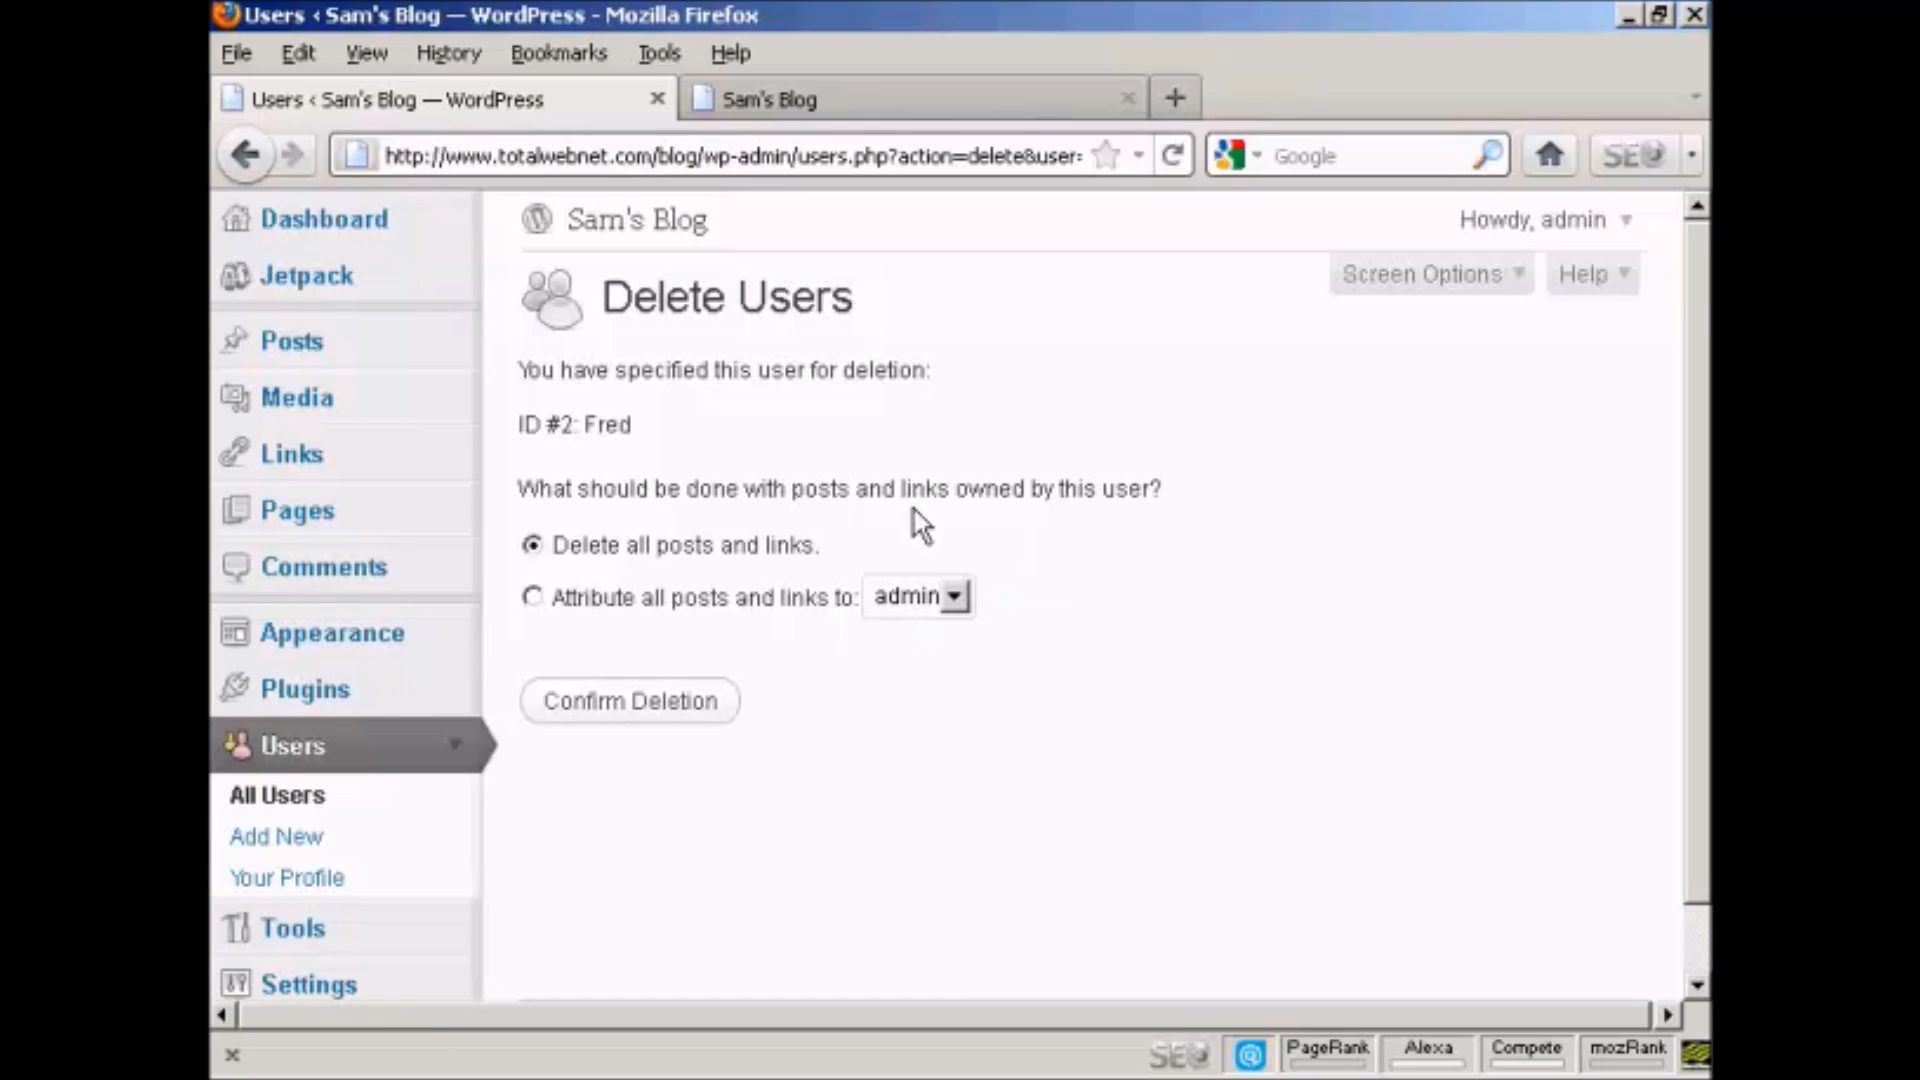 Users ‹ Sam's Blog — WordPress - Mozilla Firefox
File Edit View History Bookmarks Tools Help
Users ‹ Sam's Blog — WordPress
Sam's Blog
http://www.totalwebnet.com/blog/wp-admin/users.php?action=delete&user=
Google
SEO
Dashboard
Jetpack
Posts
Media
Links
Pages
Comments
Appearance
Plugins
Users
All Users
Add New
Your Profile
Tools
Settings
Sam's Blog
Howdy, admin
Screen Options
Help
Delete Users
You have specified this user for deletion:
ID #2: Fred
What should be done with posts and links owned by this user?
Delete all posts and links.
Attribute all posts and links to: admin
Confirm Deletion
SEO
PageRank
Alexa
Compete
mozRank